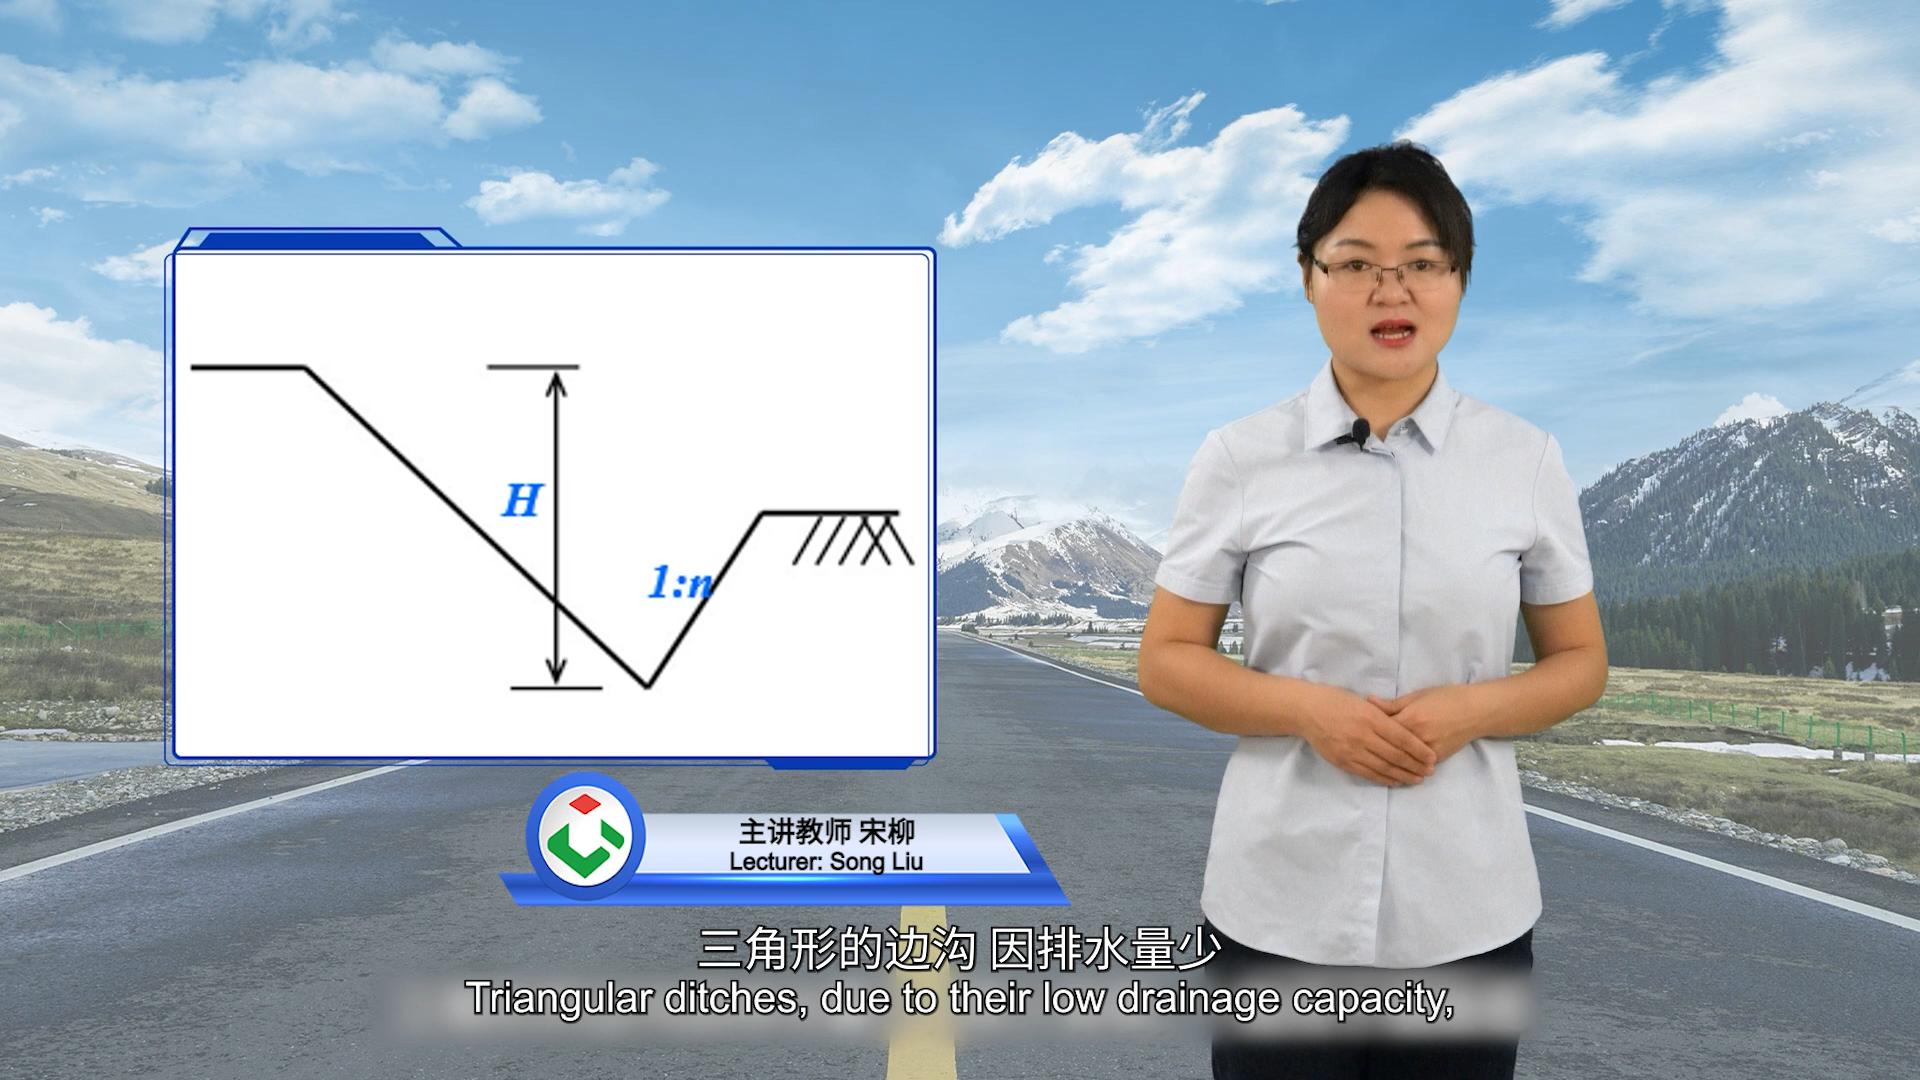 H
1:n
主讲教师 宋柳
Lecturer: Song Liu
三角形的边沟 因排水量少
Triangular ditches, due to their low drainage capacity,